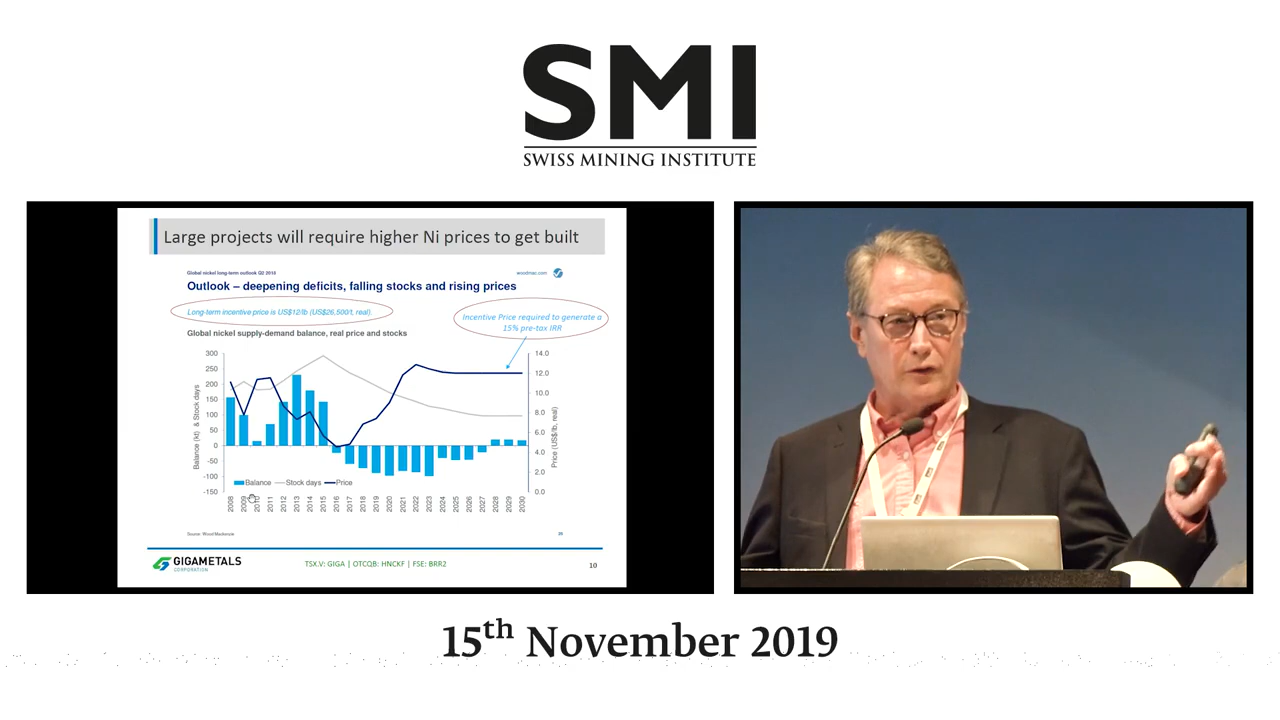 SMI
SWISS MINING INSTITUTE
Large projects will require higher Ni prices to get built
Global nickel long-term outlook Q2 2018
woodmac.com
Outlook – deepening deficits, falling stocks and rising prices
Long-term incentive price is US$12/lb (US$26,500/t, real)
Incentive Price required to generate a
15% pre-tax IRR
Global nickel supply-demand balance, real price and stocks
Balance (kt) & Stock days
300
250
200
150
100
50
0
-50
-100
-150
14.0
12.0
10.0
8.0
6.0
4.0
2.0
0.0
Price (US$/lb, real)
Balance Stock days Price
2008 2009 2010 2011 2012 2013 2014 2015 2016 2017 2018 2019 2020 2021 2022 2023 2024 2025 2026 2027 2028 2029 2030
Source: Wood Mackenzie
GIGAMETALS
CORPORATION
TSX.V: GIGA | OTCQB: HNCKF | FSE: BRR2
10
15th November 2019